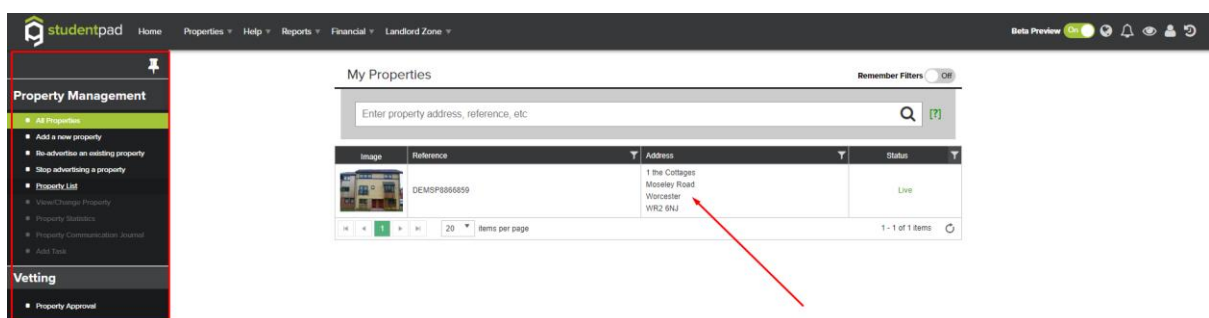 studentpad Home Properties Help Reports Financial Landlord Zone Beta Preview On
Property Management
All Properties
Add a new property
Re-advertise an existing property
Stop advertising a property
Property List
View/Change Property
Property Statistics
Property Communication Journal
Add Task
Vetting
Property Approval
My Properties Remember Filters Off
Enter property address, reference, etc [?]
Image Reference Address Status
DEMSP8866859
1 the Cottages
Moseley Road
Worcester
WR2 6NJ
Live
1 20 items per page 1 - 1 of 1 items